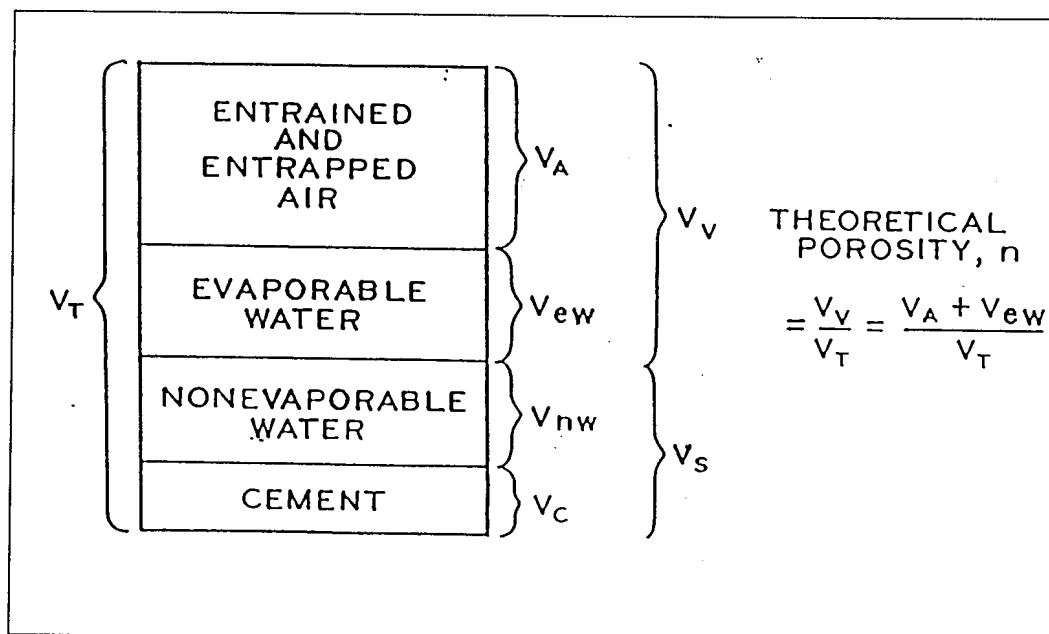 ENTRAINED
AND
ENTRAPPED
AIR
V_A
V_V
THEORETICAL
POROSITY, n
V_T
EVAPORABLE
WATER
V_ew
= V_V/V_T = V_A + V_ew/V_T
NONEVAPORABLE
WATER
V_nw
V_S
CEMENT
V_C